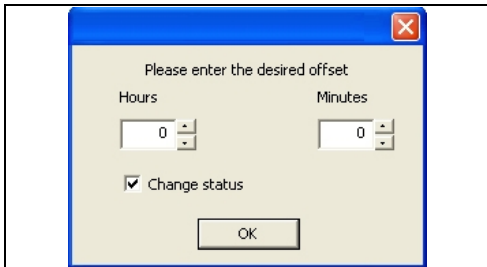 Please enter the desired offset
Hours Minutes
0 0
Change status
OK